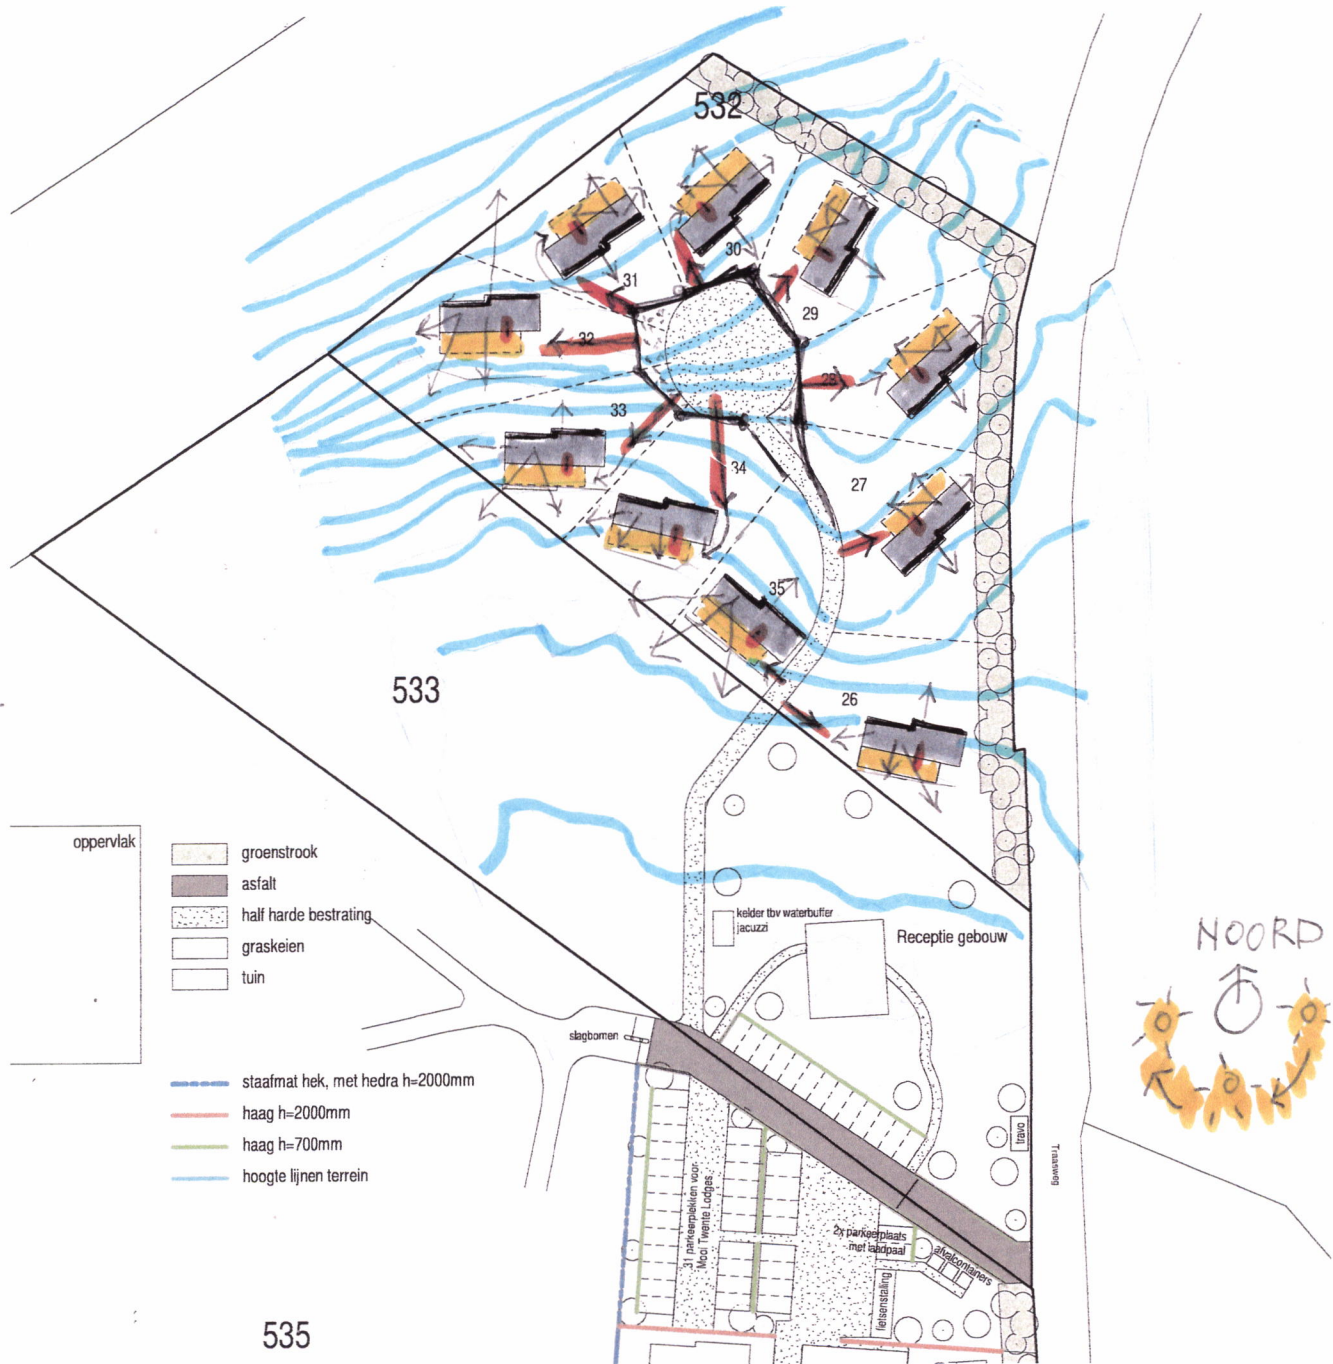 532
30
31
29
32
28
33
34
27
35
26
533
oppervlak
groenstrook
asfalt
half harde bestrating
graskeien
tuin
kelder tbv waterbuffer
jacuzzi
Receptie gebouw
NOORD
slagbomen
staafmat hek, met hedra h=2000mm
haag h=2000mm
haag h=700mm
hoogte lijnen terrein
travo
Traasweg
31 parkeerplekken voor
Mooi Twente Lodges
2x parkeerplaats
met laadpaal
afvalcontainers
fietsenstalling
535